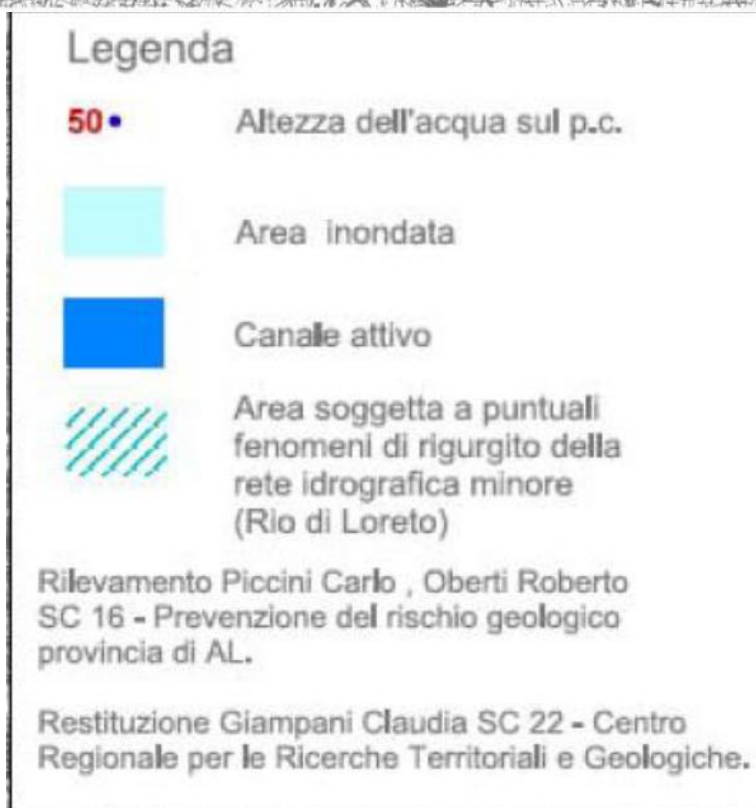 Legenda
50 Altezza dell'acqua sul p.c.
Area inondata
Canale attivo
Area soggetta a puntuali
fenomeni di rigurgito della
rete idrografica minore
(Rio di Loreto)
Rilevamento Piccini Carlo , Oberti Roberto
SC 16 - Prevenzione del rischio geologico
provincia di AL.
Restituzione Giampani Claudia SC 22 - Centro
Regionale per le Ricerche Territoriali e Geologiche.